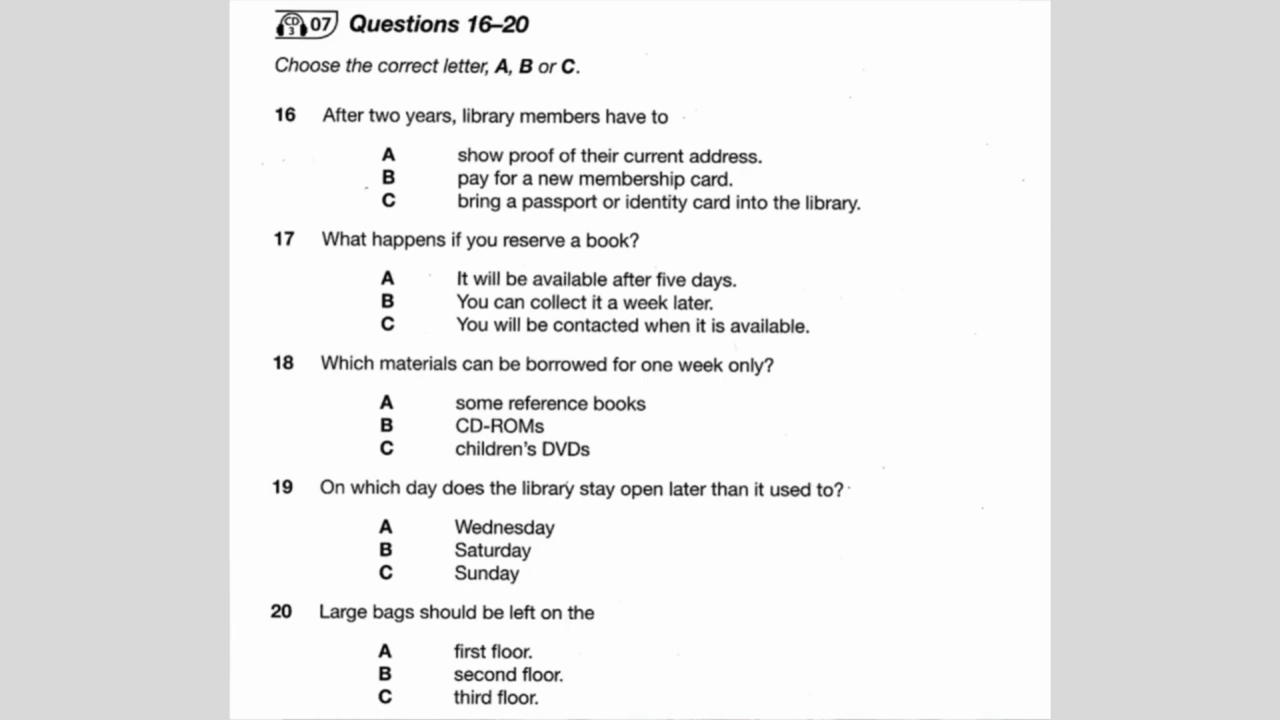 CD 3 07 Questions 16–20
Choose the correct letter, A, B or C.
16 After two years, library members have to
A show proof of their current address.
B pay for a new membership card.
C bring a passport or identity card into the library.
17 What happens if you reserve a book?
A It will be available after five days.
B You can collect it a week later.
C You will be contacted when it is available.
18 Which materials can be borrowed for one week only?
A some reference books
B CD-ROMs
C children's DVDs
19 On which day does the library stay open later than it used to?
A Wednesday
B Saturday
C Sunday
20 Large bags should be left on the
A first floor.
B second floor.
C third floor.